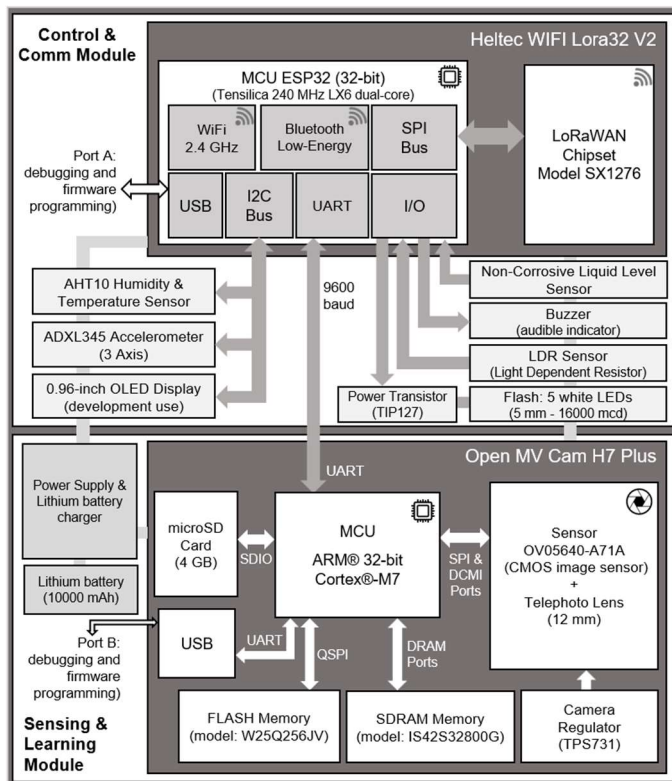 Control &
Comm Module
Heltec WIFI Lora32 V2
MCU ESP32 (32-bit)
(Tensilica 240 MHz LX6 dual-core)
WiFi
2.4 GHz
Bluetooth
Low-Energy
SPI
Bus
USB
I2C
Bus
UART
I/O
LoRaWAN
Chipset
Model SX1276
Port A:
debugging and
firmware
programming)
AHT10 Humidity &
Temperature Sensor
ADXL345 Accelerometer
(3 Axis)
0.96-inch OLED Display
(development use)
9600
baud
Non-Corrosive Liquid Level
Sensor
Buzzer
(audible indicator)
LDR Sensor
(Light Dependent Resistor)
Power Transistor
(TIP127)
Flash: 5 white LEDs
(5 mm - 16000 mcd)
Open MV Cam H7 Plus
Power Supply &
Lithium battery
charger
Lithium battery
(10000 mAh)
UART
microSD
Card
(4 GB)
SDIO
MCU
ARM® 32-bit
Cortex®-M7
SPI &
DCMI
Ports
Sensor
OV05640-A71A
(CMOS image sensor)
+
Telephoto Lens
(12 mm)
Port B:
debugging and
firmware
programming)
USB
UART
QSPI
DRAM
Ports
FLASH Memory
(model: W25Q256JV)
SDRAM Memory
(model: IS42S32800G)
Camera
Regulator
(TPS731)
Sensing &
Learning
Module